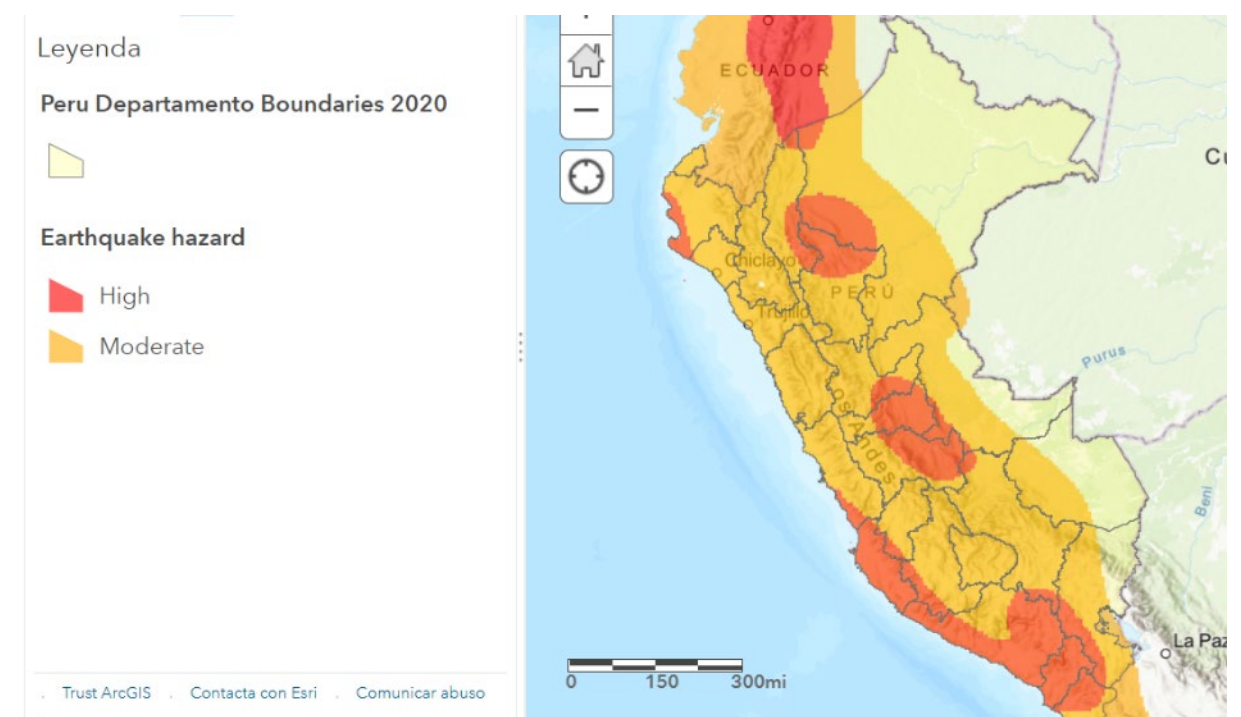 Leyenda
Peru Departamento Boundaries 2020
Earthquake hazard
High
Moderate
Trust ArcGIS . Contacta con Esri . Comunicar abuso
ECUADOR
Chiclayo
PERÚ
Trujillo
os Andes
Purus
Beni
La Paz
0 150 300mi